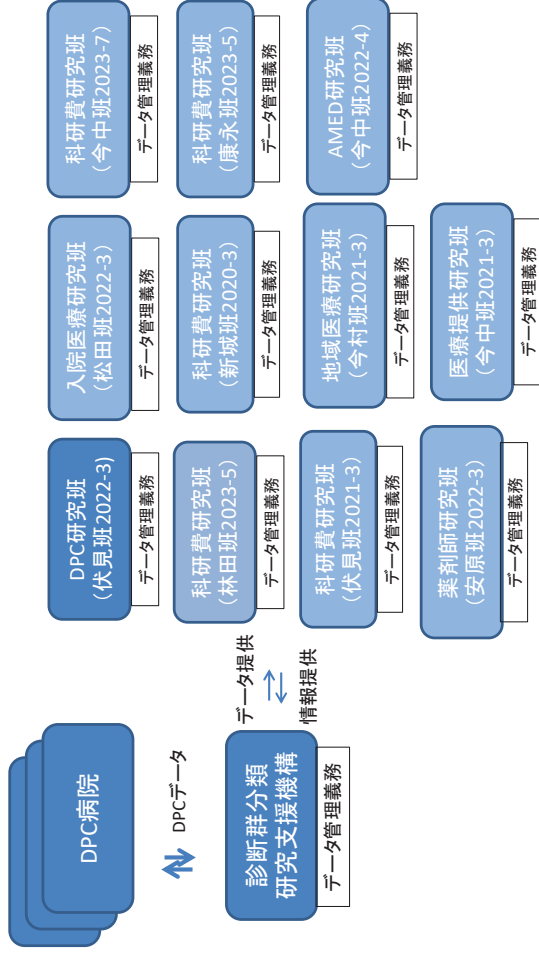 DPC病院
DPCデータ
診断群分類
研究支援機構
データ管理義務
データ提供
情報提供
DPC研究班
(伏見班2022-3)
データ管理義務
科研費研究班
(林田班2023-5)
データ管理義務
科研費研究班
(伏見班2021-3)
データ管理義務
薬剤師研究班
(安原班2022-3)
データ管理義務
入院医療研究班
(松田班2022-3)
データ管理義務
科研費研究班
(新城班2020-3)
データ管理義務
地域医療研究班
(今村班2021-3)
データ管理義務
医療提供研究班
(今中班2021-3)
データ管理義務
科研費研究班
(今中班2023-7)
データ管理義務
科研費研究班
(康永班2023-5)
データ管理義務
AMED研究班
(今中班2022-4)
データ管理義務